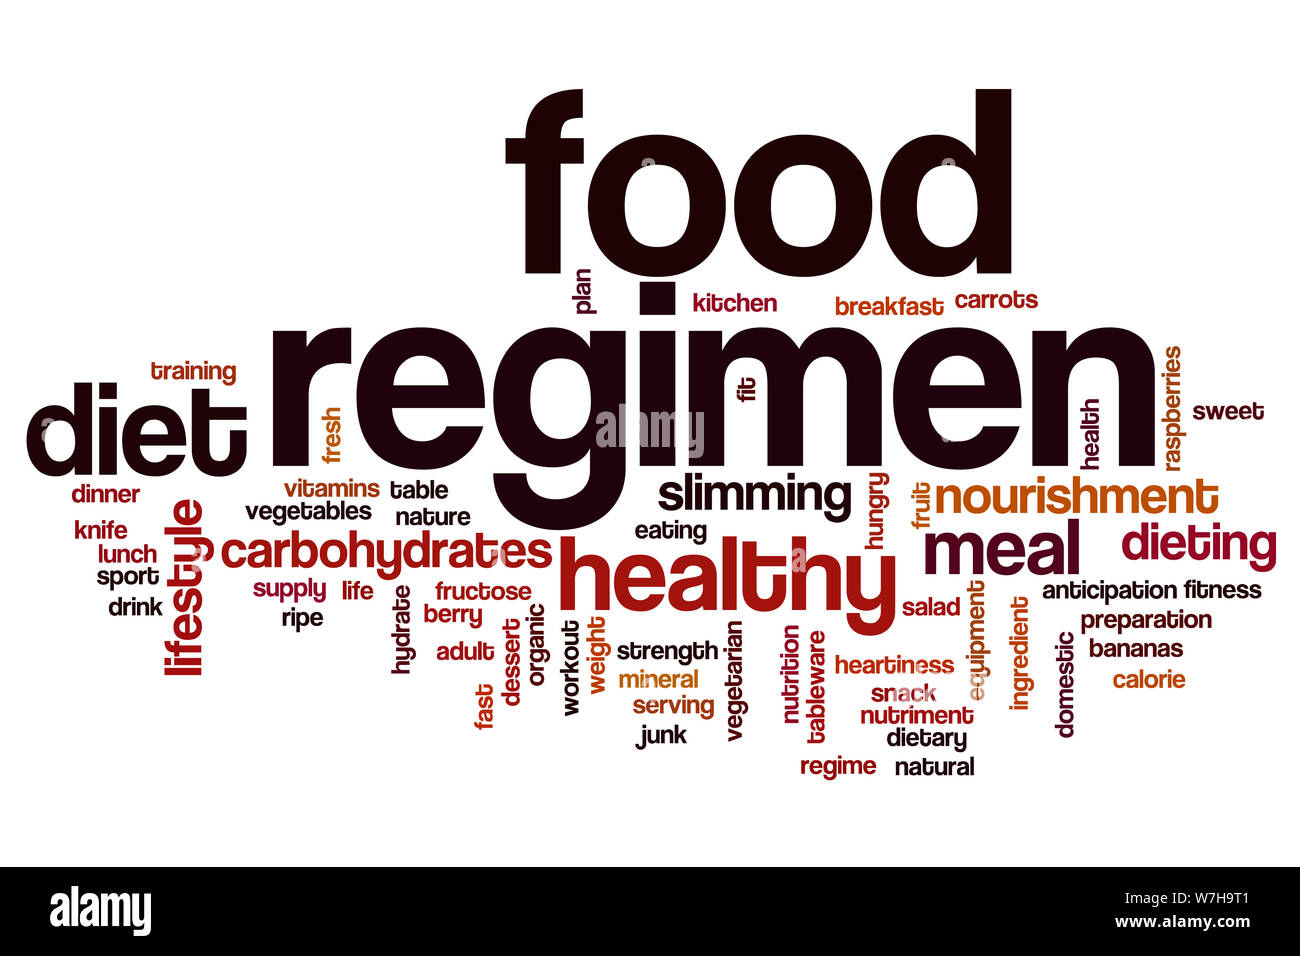 food
plan
kitchen
breakfast
carrots
regimen
training
diet
fresh
fit
health
raspberries
sweet
dinner
vitamins
table
slimming
hungry
fruit
nourishment
knife
lifestyle
vegetables
nature
eating
lunch
carbohydrates
healthy
meal
dieting
sport
supply
life
hydrate
fructose
anticipation
fitness
drink
ripe
berry
salad
equipment
ingredient
preparation
adult
dessert
organic
workout
weight
strength
vegetarian
nutrition
tableware
heartiness
domestic
bananas
fast
mineral
snack
calorie
serving
nutriment
junk
dietary
regime
natural
alamy
alamy
Image ID: W7H9T1
www.alamy.com